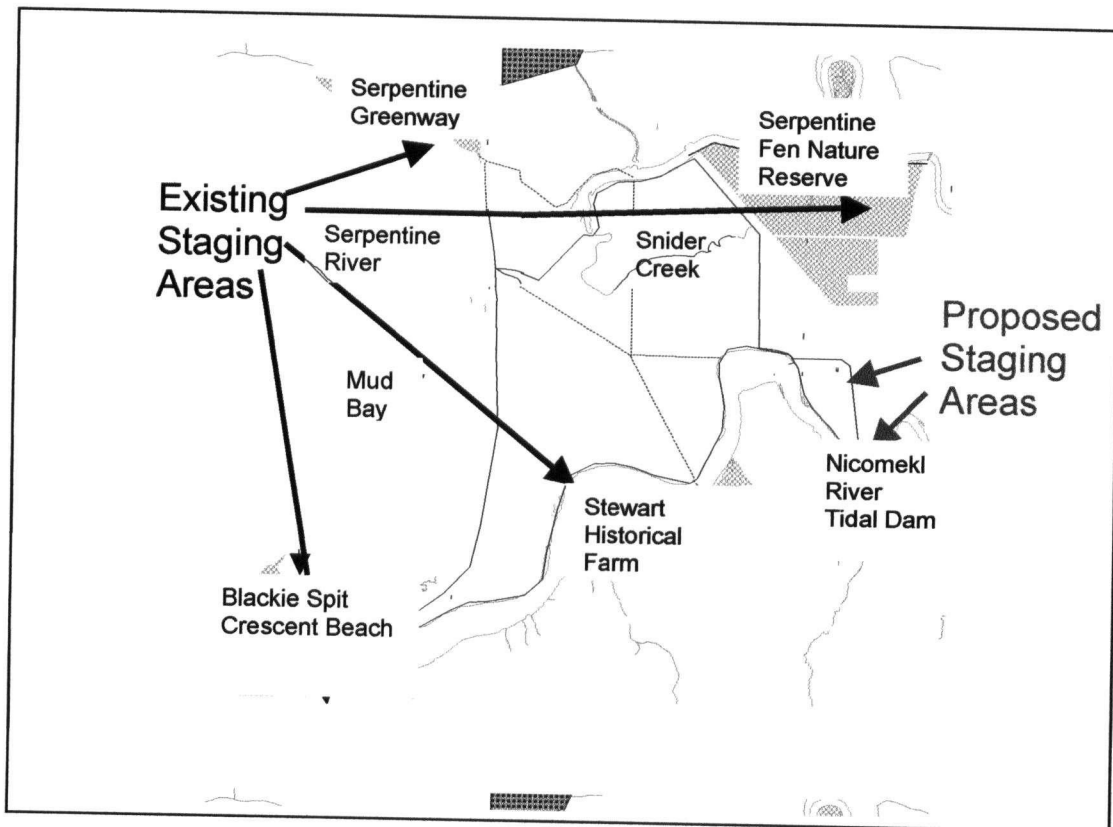 Serpentine
Greenway
Serpentine
Fen Nature
Reserve
Existing
Staging
Areas
Serpentine
River
Snider
Creek
Proposed
Staging
Areas
Mud
Bay
Nicomekl
River
Tidal Dam
Stewart
Historical
Farm
Blackie Spit
Crescent Beach